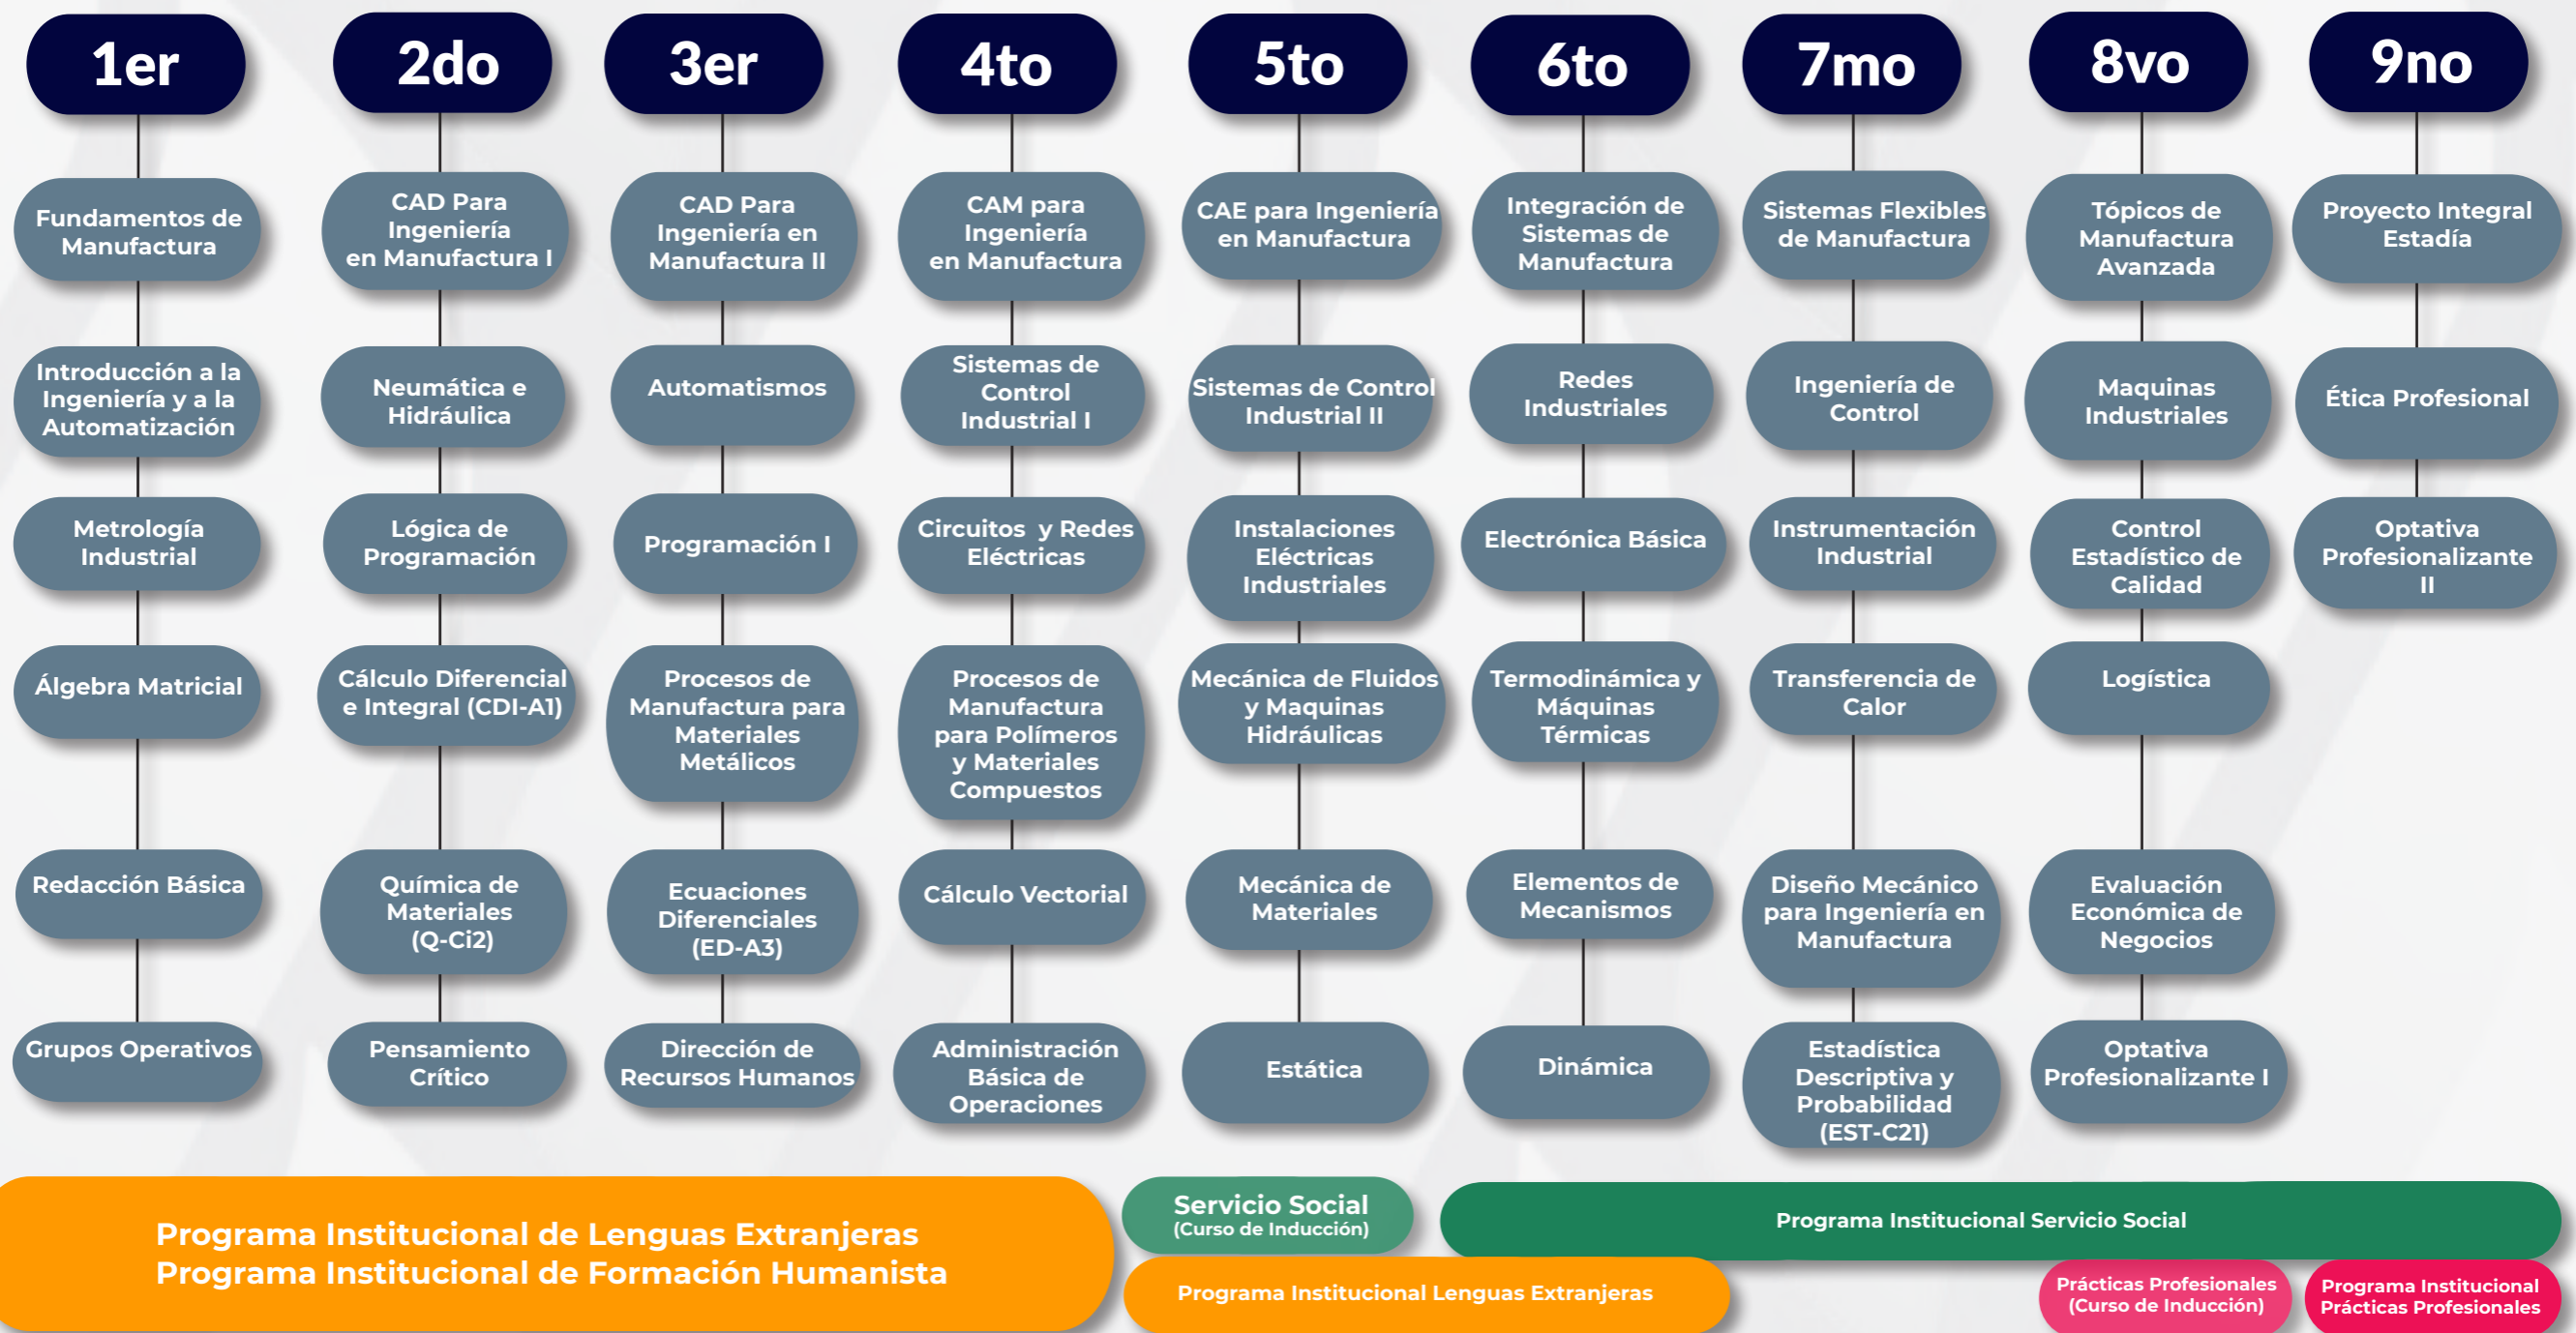 1er
Fundamentos de
Manufactura
Introducción a la
Ingeniería y a la
Automatización
Metrología
Industrial
Álgebra Matricial
Redacción Básica
Grupos Operativos
2do
CAD Para
Ingeniería
en Manufactura I
Neumática e
Hidráulica
Lógica de
Programación
Cálculo Diferencial
e Integral (CDI-A1)
Química de
Materiales
(Q-Ci2)
Pensamiento
Crítico
3er
CAD Para
Ingeniería en
Manufactura II
Automatismos
Programación I
Procesos de
Manufactura para
Materiales
Metálicos
Ecuaciones
Diferenciales
(ED-A3)
Dirección de
Recursos Humanos
4to
CAM para
Ingeniería
en Manufactura
Sistemas de
Control
Industrial I
Circuitos y Redes
Eléctricas
Procesos de
Manufactura
para Polímeros
y Materiales
Compuestos
Cálculo Vectorial
Administración
Básica de
Operaciones
5to
CAE para Ingeniería
en Manufactura
Sistemas de Control
Industrial II
Instalaciones
Eléctricas
Industriales
Mecánica de Fluidos
y Maquinas
Hidráulicas
Mecánica de
Materiales
Estática
6to
Integración de
Sistemas de
Manufactura
Redes
Industriales
Electrónica Básica
Termodinámica y
Máquinas
Térmicas
Elementos de
Mecanismos
Dinámica
7mo
Sistemas Flexibles
de Manufactura
Ingeniería de
Control
Instrumentación
Industrial
Transferencia de
Calor
Diseño Mecánico
para Ingeniería en
Manufactura
Estadística
Descriptiva y
Probabilidad
(EST-C21)
8vo
Tópicos de
Manufactura
Avanzada
Maquinas
Industriales
Control
Estadístico de
Calidad
Logística
Evaluación
Económica de
Negocios
Optativa
Profesionalizante I
9no
Proyecto Integral
Estadía
Ética Profesional
Optativa
Profesionalizante
II
Programa Institucional de Lenguas Extranjeras
Programa Institucional de Formación Humanista
Servicio Social
(Curso de Inducción)
Programa Institucional Servicio Social
Programa Institucional Lenguas Extranjeras
Prácticas Profesionales
(Curso de Inducción)
Programa Institucional
Prácticas Profesionales